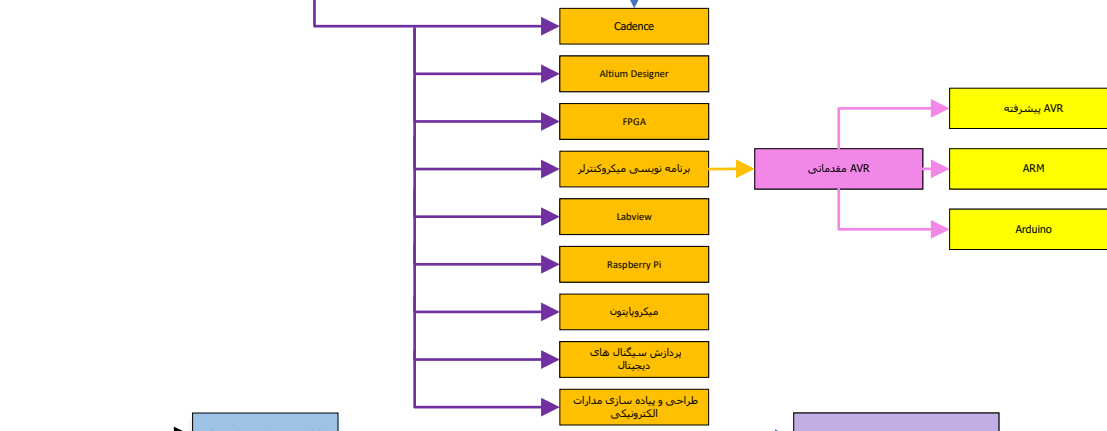 Cadence
Altium Designer
FPGA
برنامه نویسی میکروکنترلر
Labview
Raspberry Pi
میکروپایتون
پردازش سیگنال های
دیجیتال
طراحی و پیاده سازی مدارات
الکترونیکی
AVR مقدماتی
AVR پیشرفته
ARM
Arduino